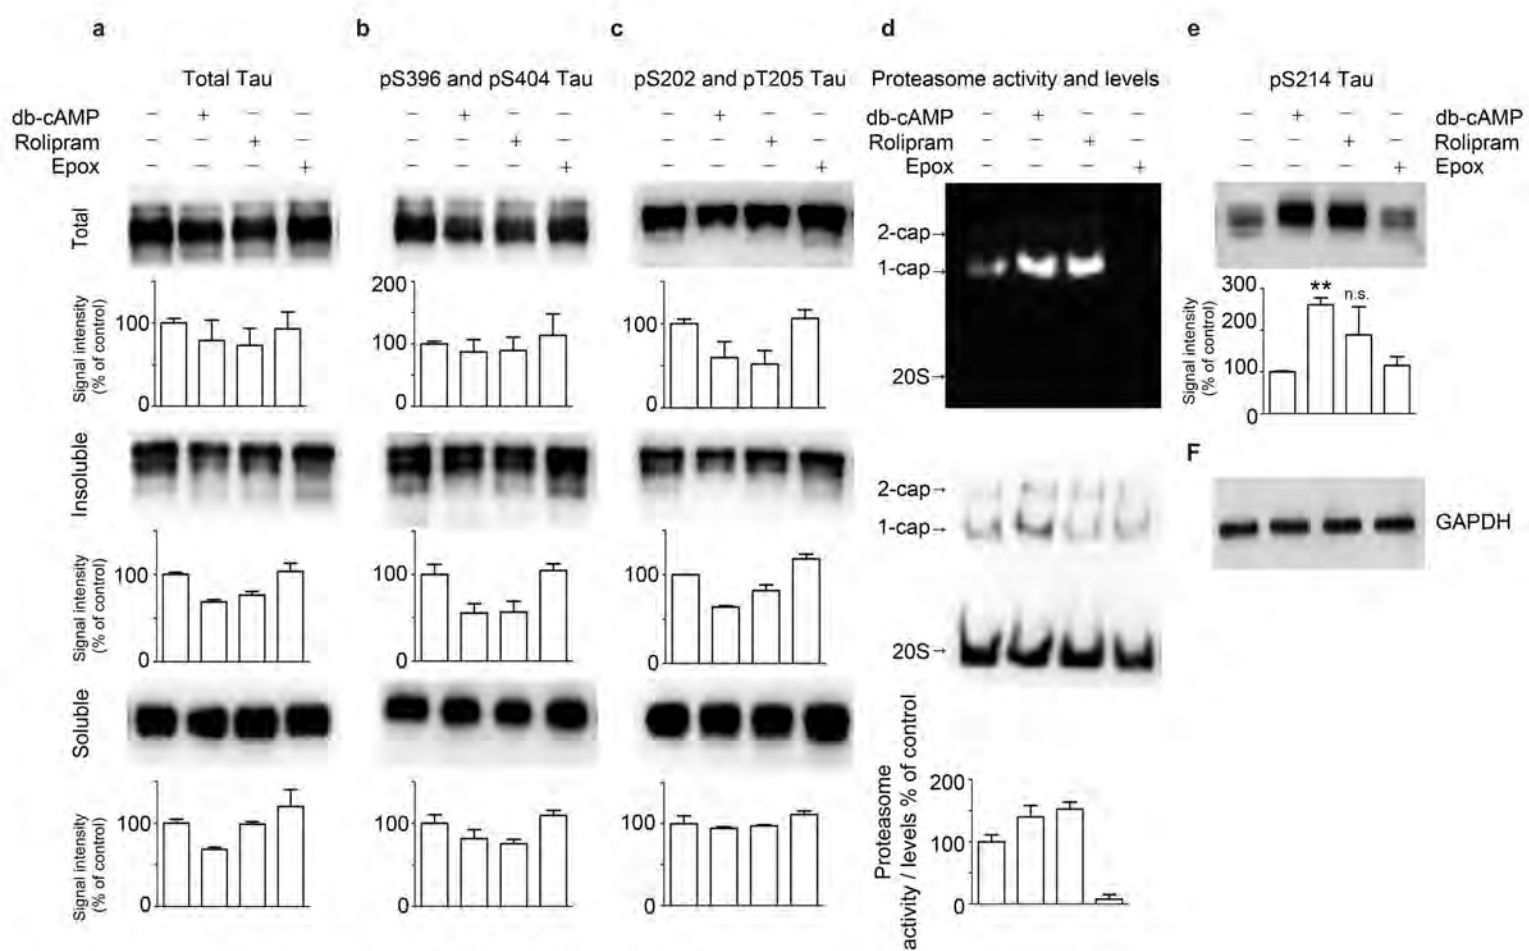 a
b
c
d
e
Total Tau
pS396 and pS404 Tau
pS202 and pT205 Tau
Proteasome activity and levels
pS214 Tau
db-cAMP − + − − − + − − − + − − db-cAMP − + − − − + − − db-cAMP
Rolipram − − + − − − + − − − + − Rolipram − − + − − − + − Rolipram
Epox − − − + − − − + − − − + Epox − − − + − − − + Epox
Total
2-cap→
1-cap→
20S→
Signal intensity
(% of control)
100
0
200
100
0
100
0
Signal intensity
(% of control)
300
200
100
0
**
n.s.
Insoluble
2-cap→
1-cap→
20S→
F
GAPDH
Signal intensity
(% of control)
100
0
100
0
100
0
Soluble
Signal intensity
(% of control)
100
0
100
0
100
0
Proteasome
activity / levels % of control
200
100
0